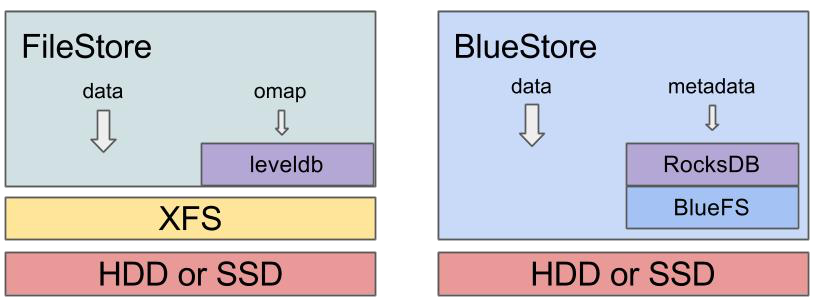 FileStore
data
omap
leveldb
XFS
HDD or SSD
BlueStore
data
metadata
RocksDB
BlueFS
HDD or SSD